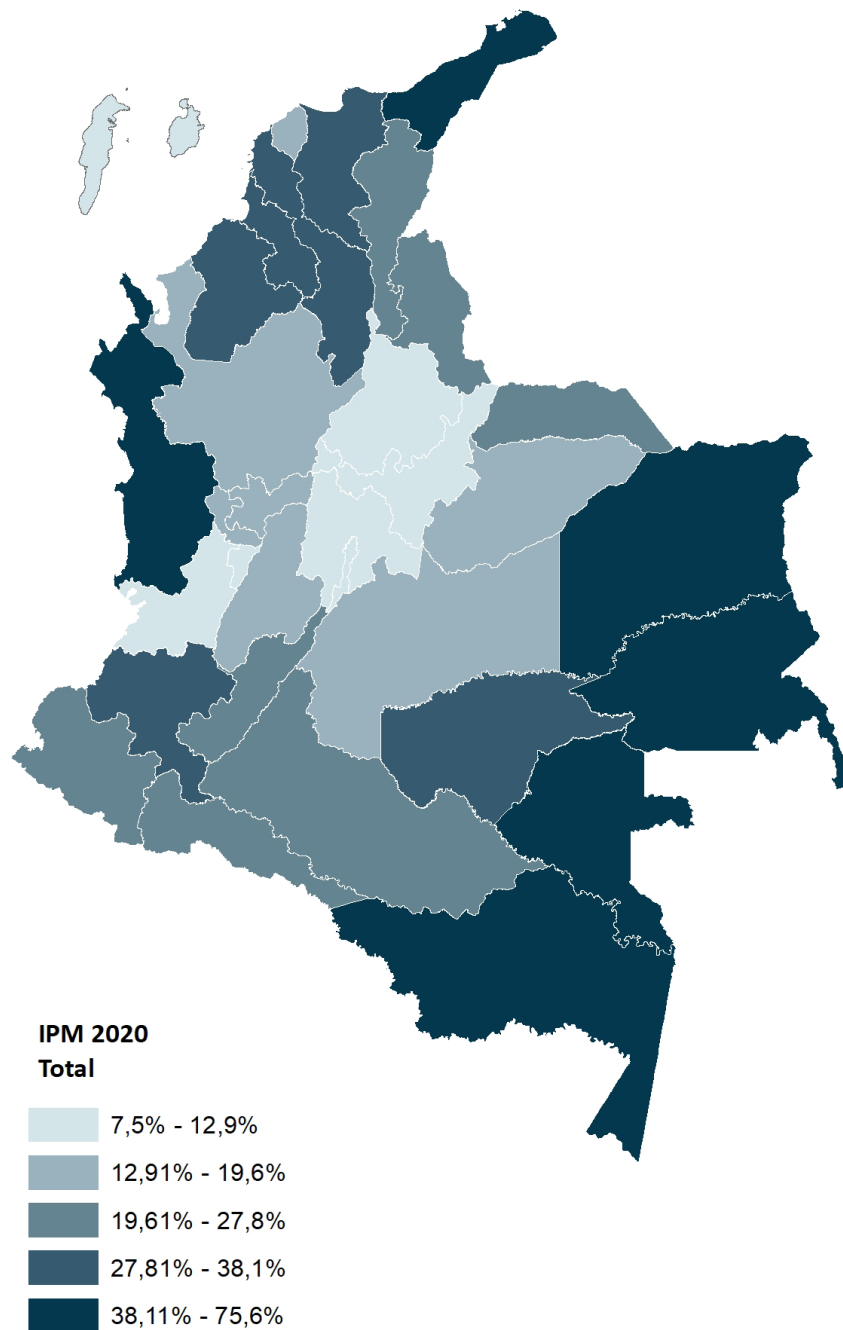 IPM 2020
Total
7,5% - 12,9%
12,91% - 19,6%
19,61% - 27,8%
27,81% - 38,1%
38,11% - 75,6%